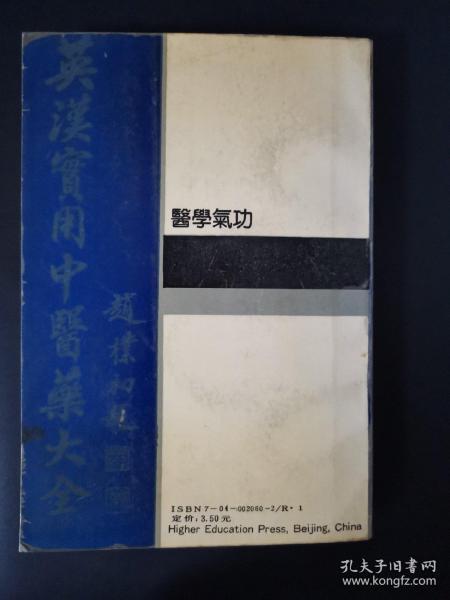 英漢實用中醫藥大全
趙樸初題
醫學氣功
ISBN7-04-002060-2/R·1
定价:3.50元
Higher Education Press, Beijing, China
孔夫子旧书网
www.kongfz.com